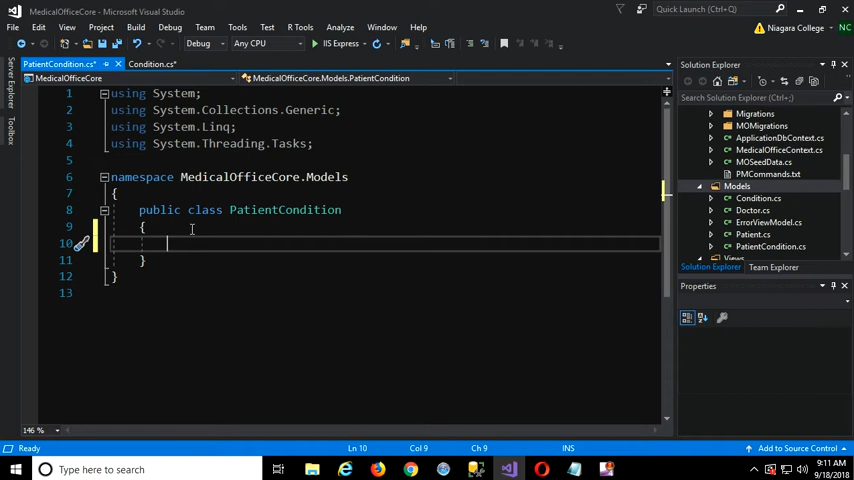 MedicalOfficeCore - Microsoft Visual Studio
Quick Launch (Ctrl+Q)
File Edit View Project Build Debug Team Tools Test R Tools Analyze Window Help
Niagara College NC
Debug Any CPU IIS Express
PatientCondition.cs* Condition.cs*
MedicalOfficeCore MedicalOfficeCore.Models.PatientCondition
Server Explorer
Toolbox
1 using System;
2 using System.Collections.Generic;
3 using System.Linq;
4 using System.Threading.Tasks;
5
6 namespace MedicalOfficeCore.Models
7 {
8 public class PatientCondition
9 {
10
11 }
12 }
13
146 %
Solution Explorer
Search Solution Explorer (Ctrl+;)
Migrations
MOMigrations
ApplicationDbContext.cs
MedicalOfficeContext.cs
MOSeedData.cs
PMCommands.txt
Models
Condition.cs
Doctor.cs
ErrorViewModel.cs
Patient.cs
PatientCondition.cs
Views
Solution Explorer Team Explorer
Properties
Ready Ln 10 Col 9 Ch 9 INS Add to Source Control
Type here to search
9:11 AM
9/18/2018